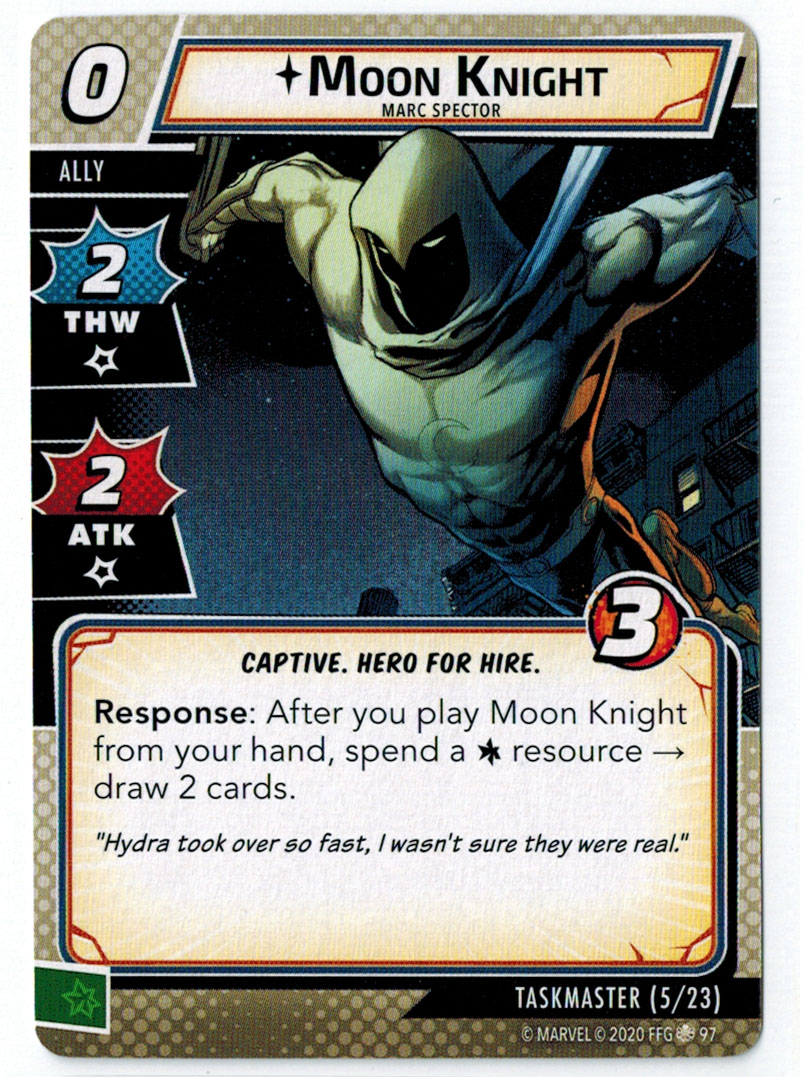 0
MOON KNIGHT
MARC SPECTOR
ALLY
2
THW
2
ATK
3
CAPTIVE. HERO FOR HIRE.
Response: After you play Moon Knight
from your hand, spend a resource →
draw 2 cards.
"Hydra took over so fast, I wasn't sure they were real."
TASKMASTER (5/23)
© MARVEL © 2020 FFG 97